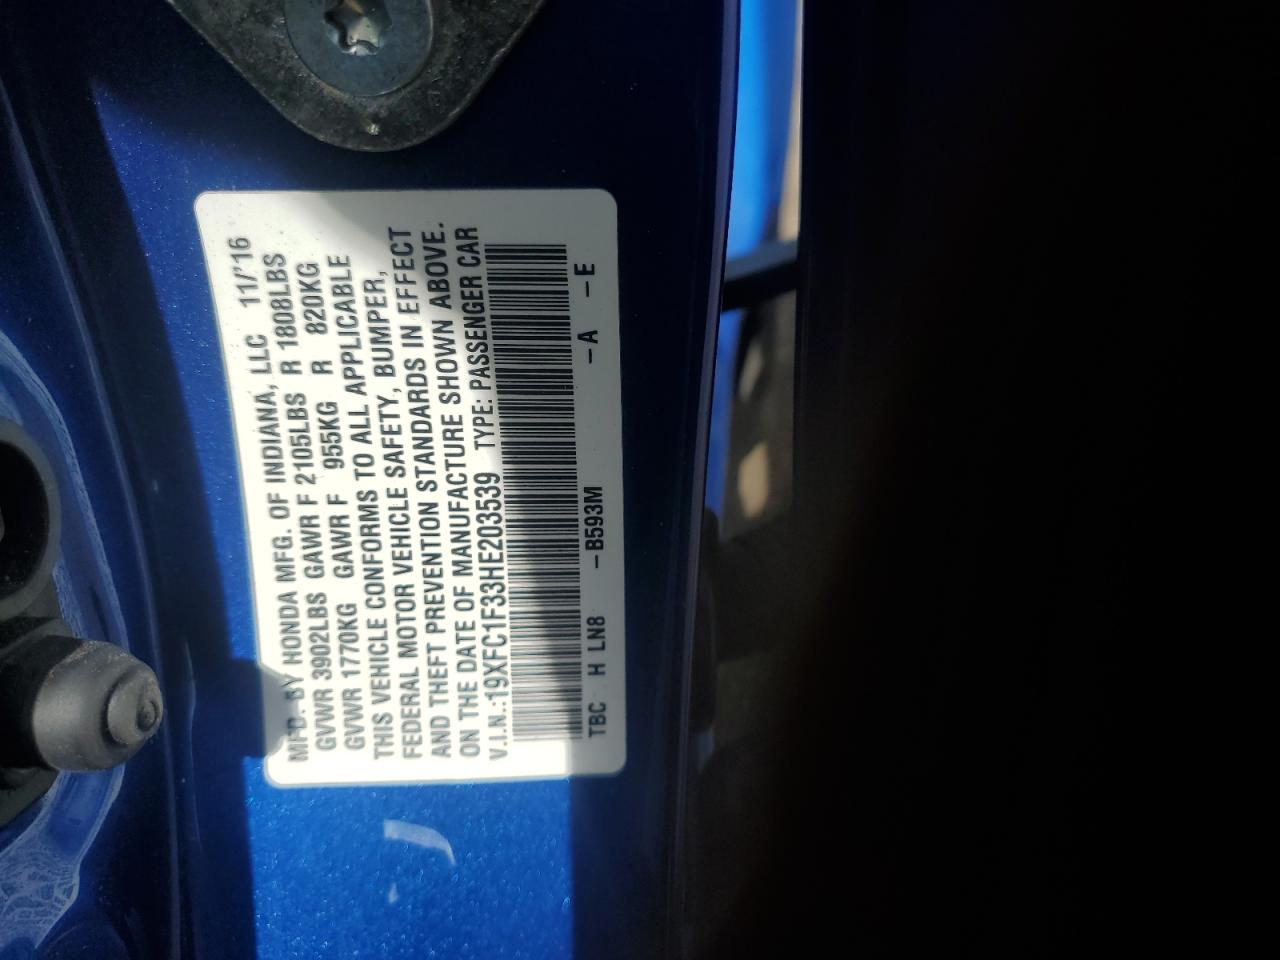 MFD. BY HONDA MFG. OF INDIANA, LLC 11/'16
GVWR 3902LBS GAWR F 2105LBS R 1808LBS
GVWR 1770KG GAWR F 955KG R 820KG
THIS VEHICLE CONFORMS TO ALL APPLICABLE
FEDERAL MOTOR VEHICLE SAFETY, BUMPER,
AND THEFT PREVENTION STANDARDS IN EFFECT
ON THE DATE OF MANUFACTURE SHOWN ABOVE.
V.I.N.:19XFC1F33HE203539 TYPE: PASSENGER CAR
TBC H LN8 -B593M -A -E